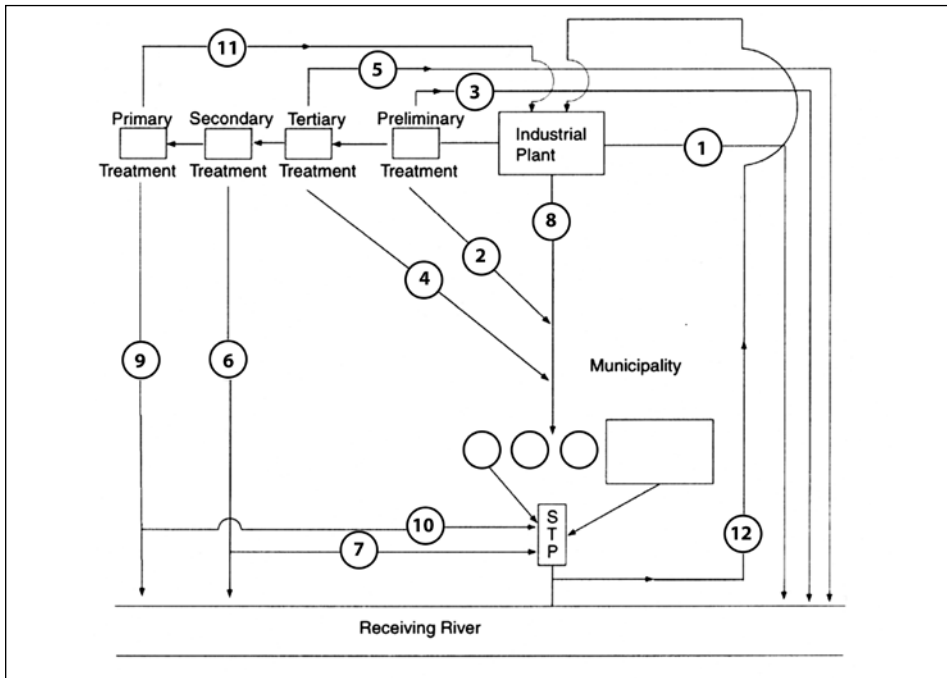 11
5
3
Primary Secondary Tertiary Preliminary
Industrial
Plant
1
Treatment Treatment Treatment Treatment
8
2
4
9
6
Municipality
10
7
S
T
P
12
Receiving River